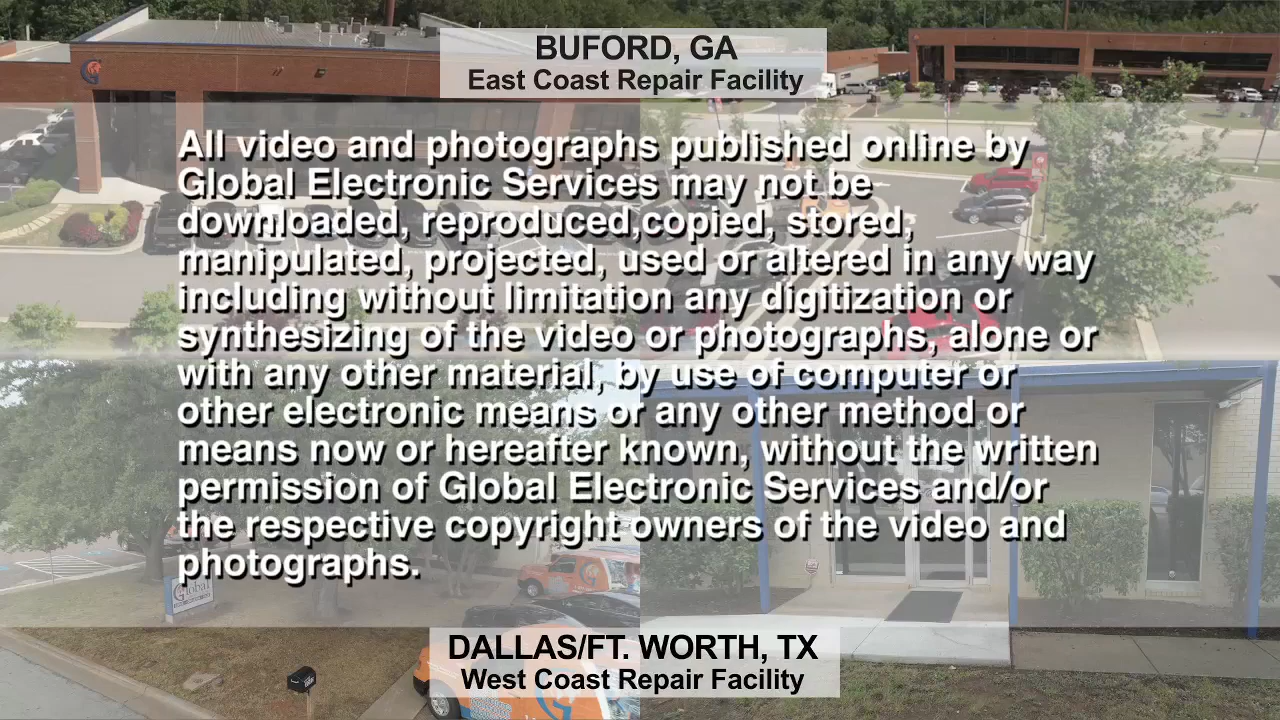 BUFORD, GA
East Coast Repair Facility
All video and photographs published online by
Global Electronic Services may not be
downloaded, reproduced,copied, stored,
manipulated, projected, used or altered in any way
including without limitation any digitization or
synthesizing of the video or photographs, alone or
with any other material, by use of computer or
other electronic means or any other method or
means now or hereafter known, without the written
permission of Global Electronic Services and/or
the respective copyright owners of the video and
photographs.
Global
DALLAS/FT. WORTH, TX
West Coast Repair Facility